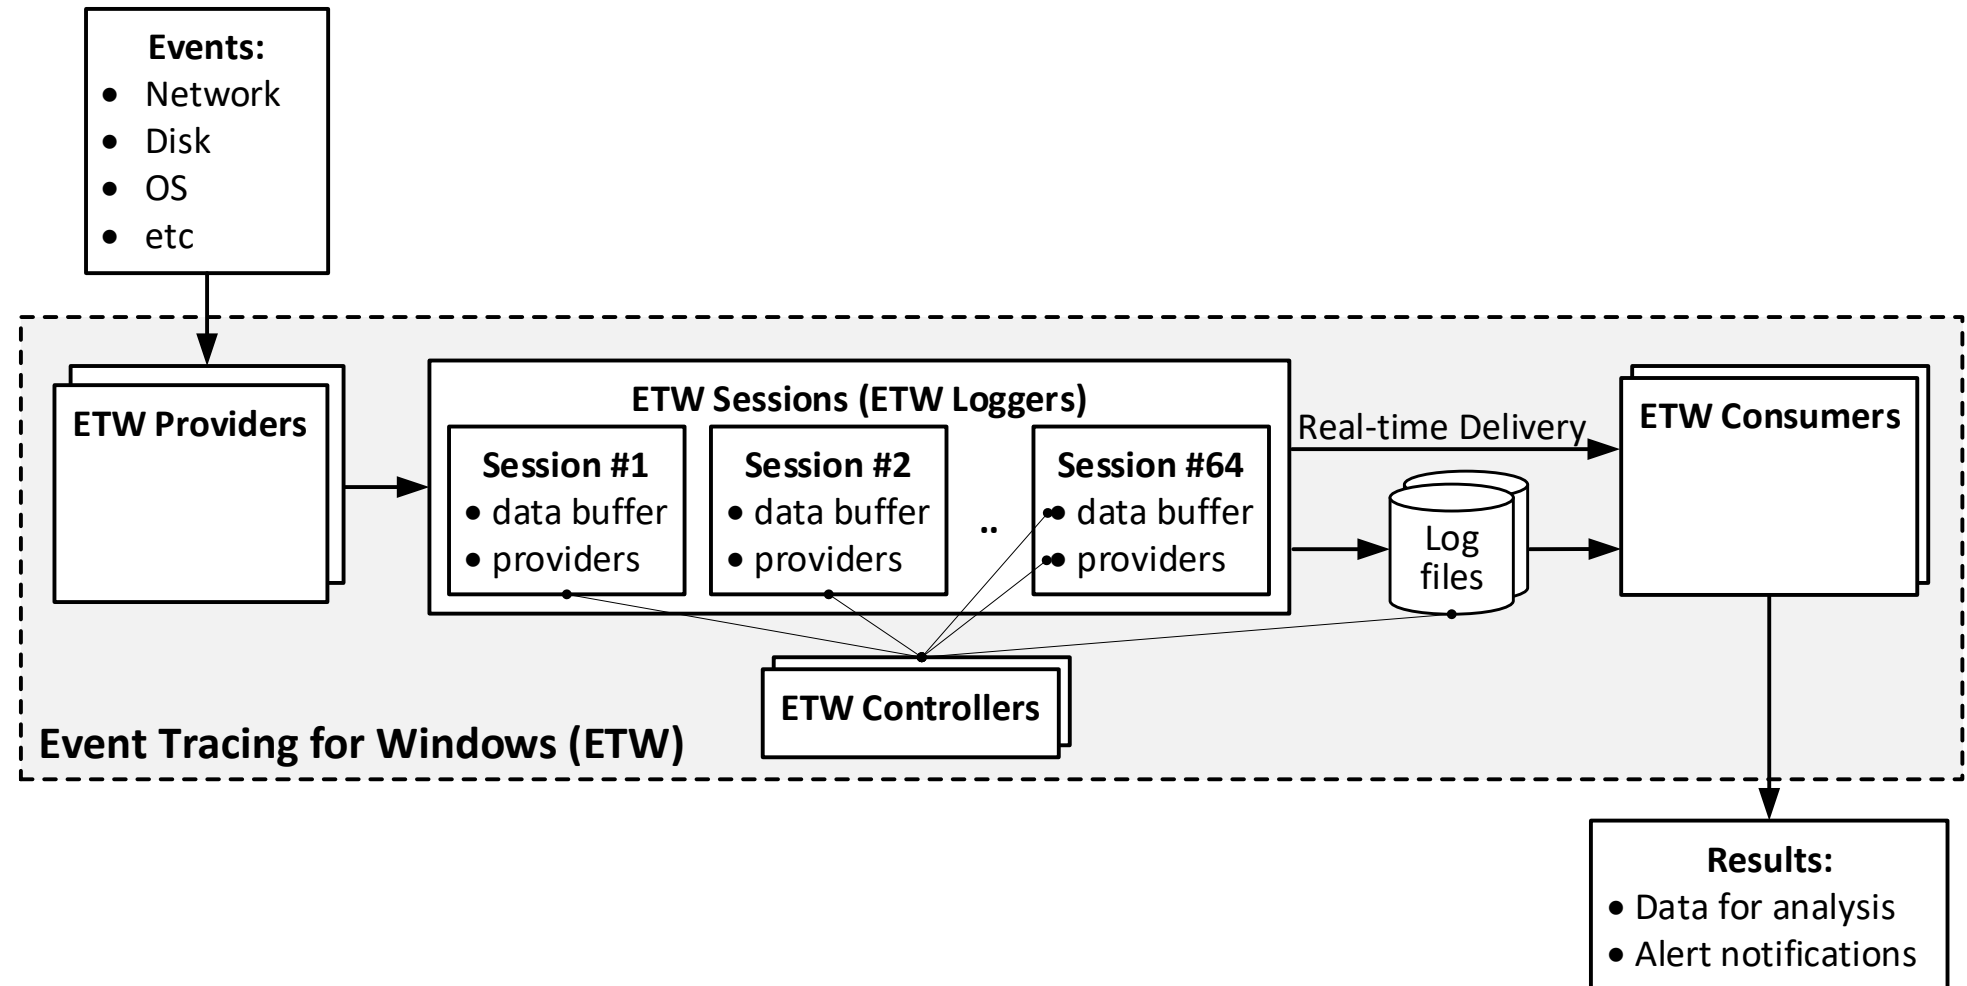 Events:
• Network
• Disk
• OS
• etc
ETW Providers
ETW Sessions (ETW Loggers)
Session #1
• data buffer
• providers
Session #2
• data buffer
• providers
..
Session #64
• data buffer
• providers
Real-time Delivery
Log
files
ETW Consumers
ETW Controllers
Event Tracing for Windows (ETW)
Results:
• Data for analysis
• Alert notifications